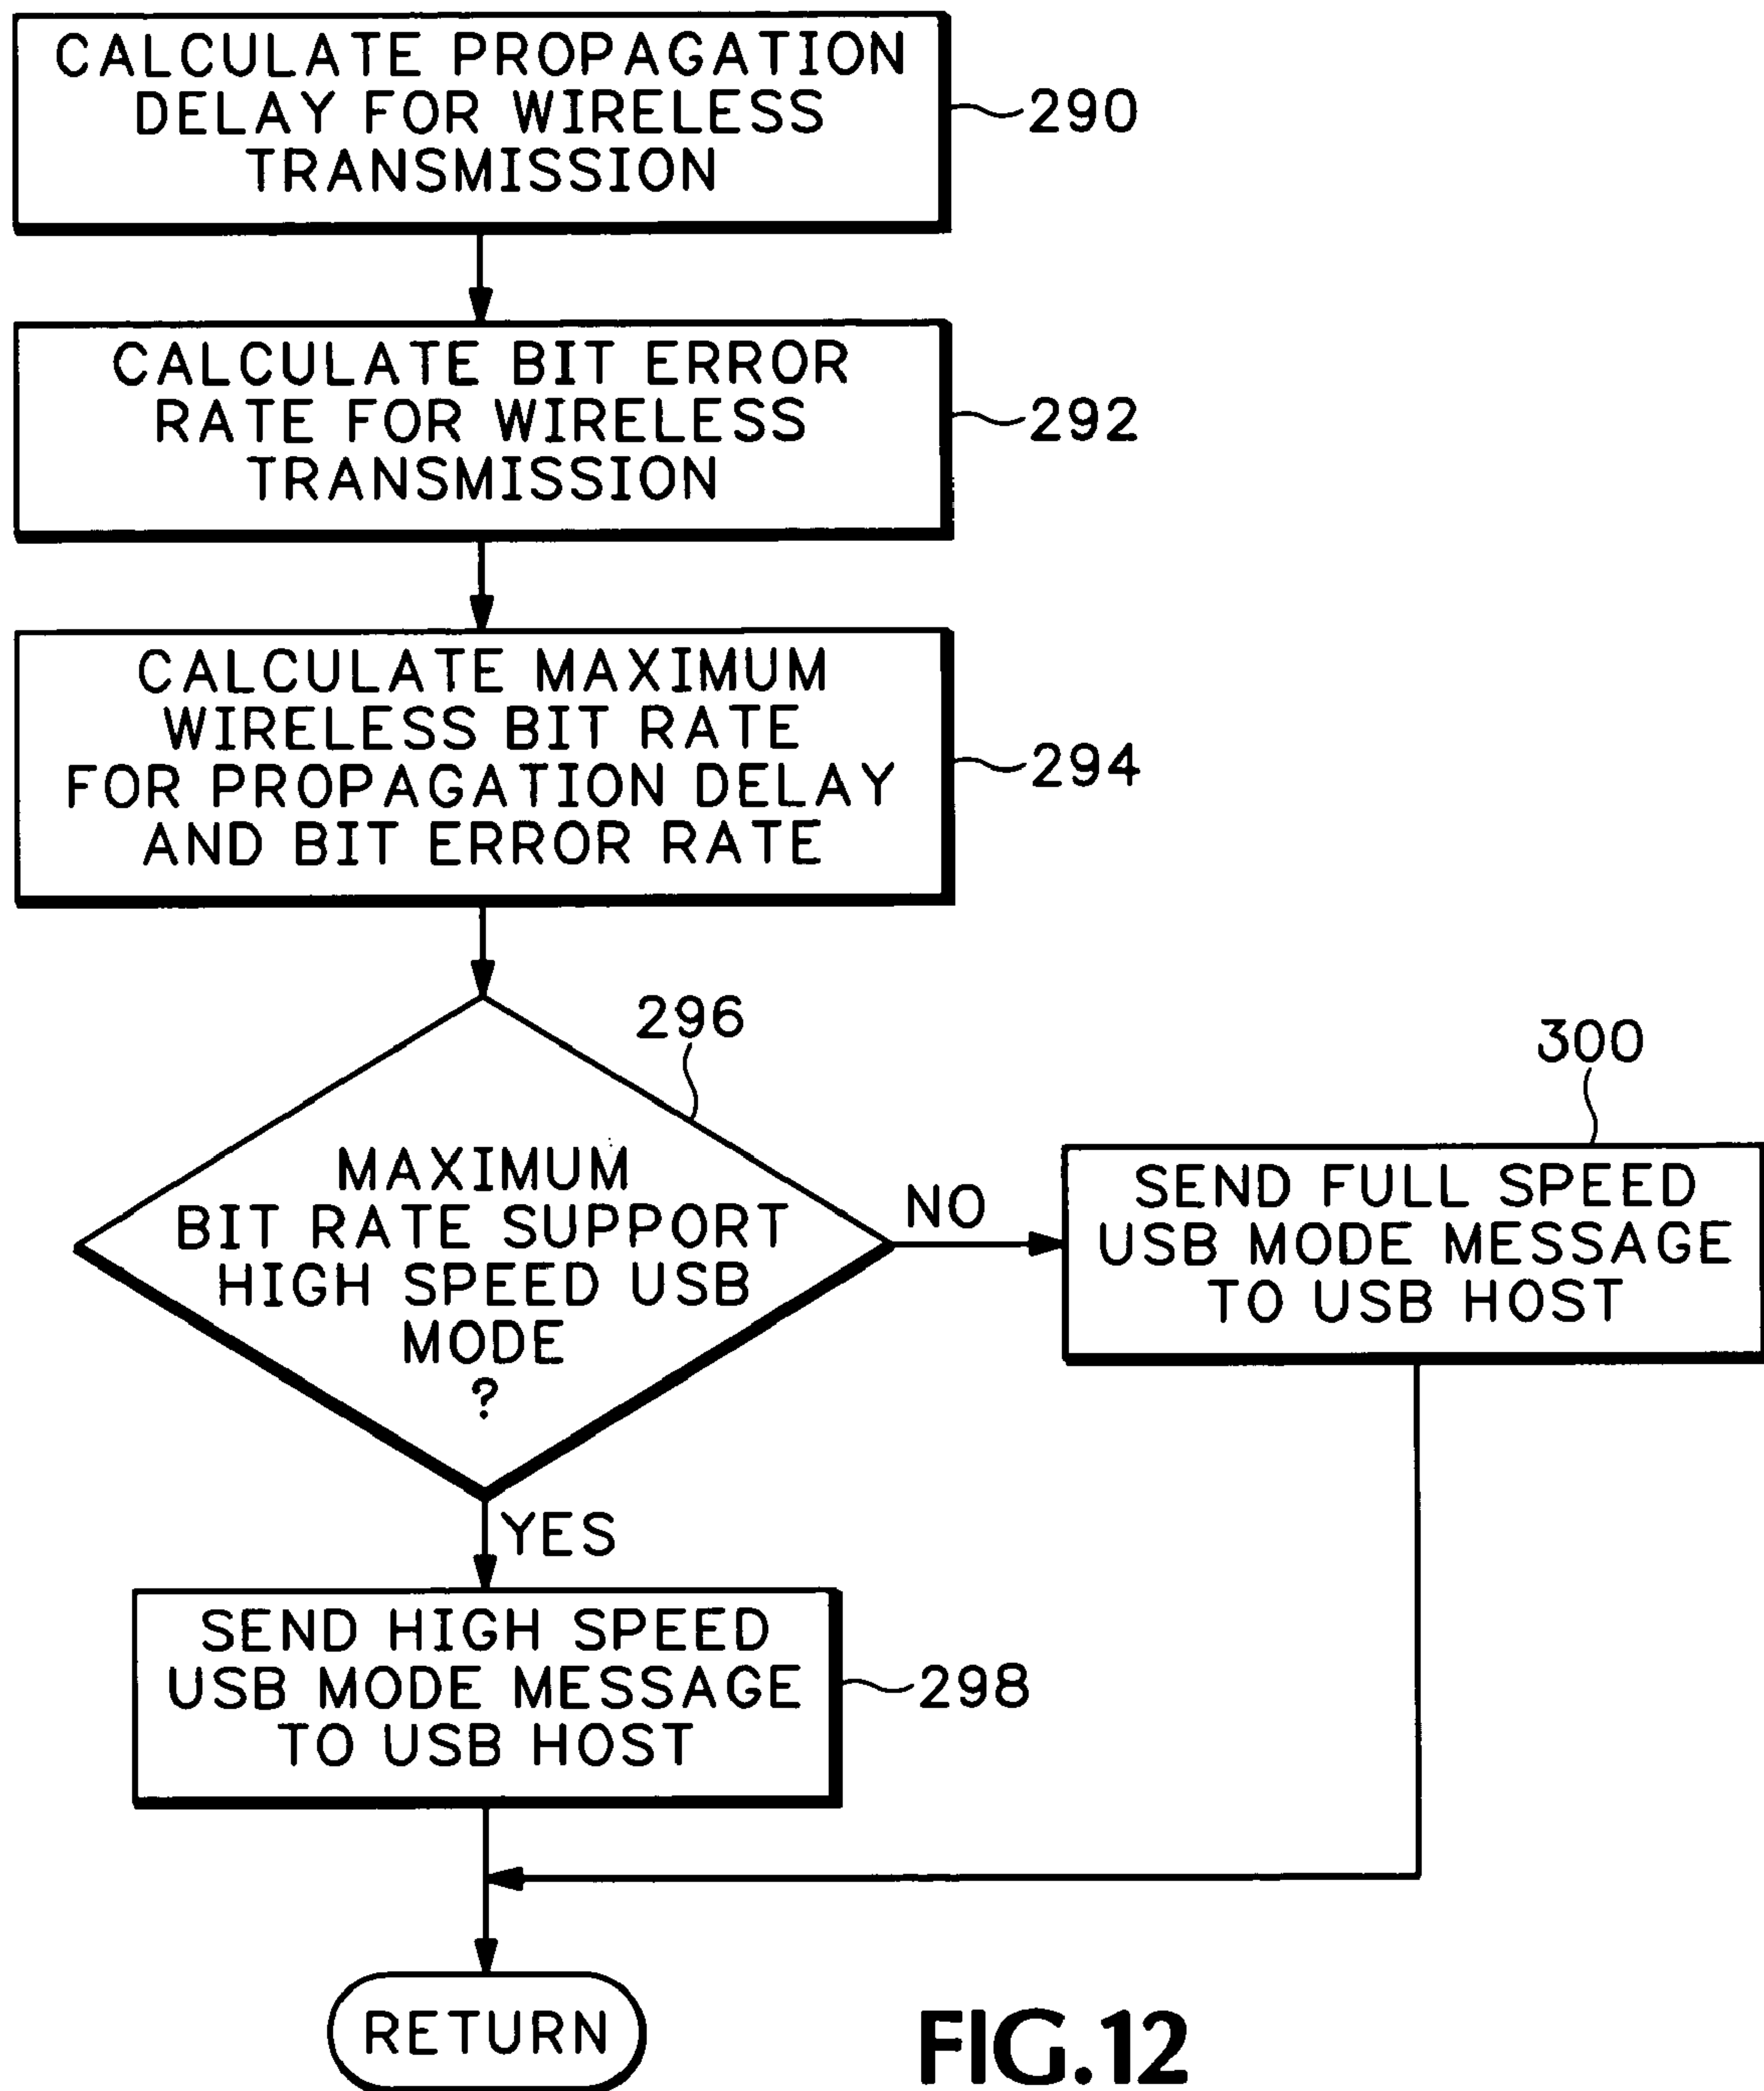 CALCULATE PROPAGATION
DELAY FOR WIRELESS
TRANSMISSION
290
CALCULATE BIT ERROR
RATE FOR WIRELESS
TRANSMISSION
292
CALCULATE MAXIMUM
WIRELESS BIT RATE
FOR PROPAGATION DELAY
AND BIT ERROR RATE
294
296
MAXIMUM
BIT RATE SUPPORT
HIGH SPEED USB
MODE
?
NO
300
SEND FULL SPEED
USB MODE MESSAGE
TO USB HOST
YES
SEND HIGH SPEED
USB MODE MESSAGE
TO USB HOST
298
RETURN
FIG.12